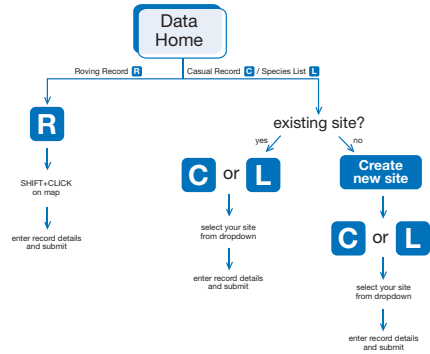 Data
Home
Roving Record R
Casual Record C / Species List L
R
SHIFT+CLICK
on map
enter record details
and submit
existing site?
yes
no
C or L
select your site
from dropdown
enter record details
and submit
Create
new site
C or L
select your site
from dropdown
enter record details
and submit